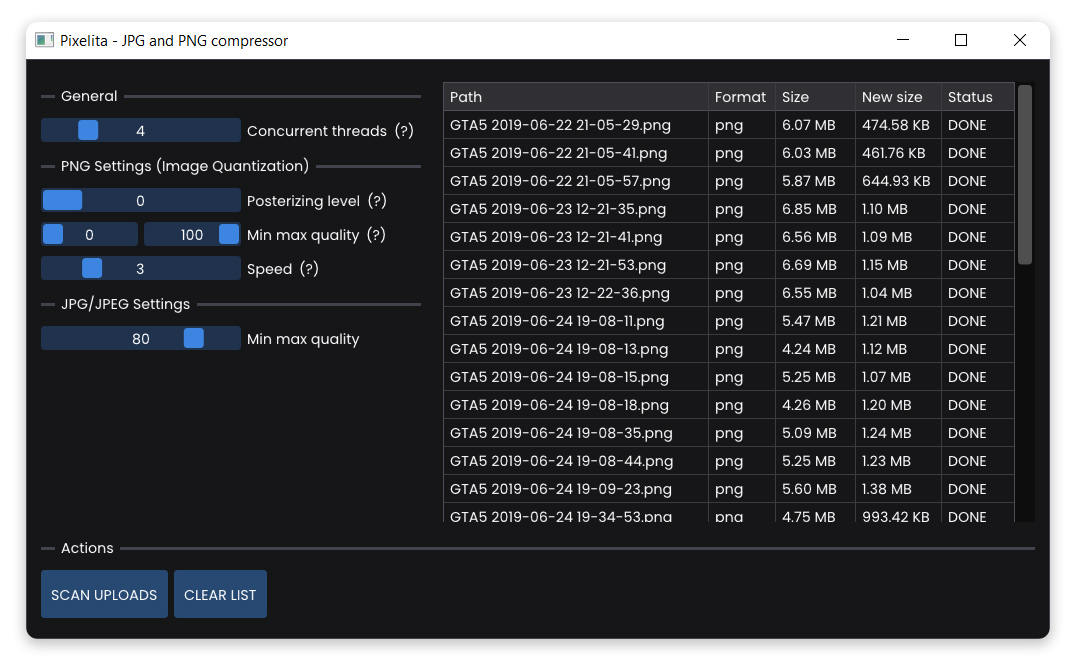 Pixelita - JPG and PNG compressor
General
4 Concurrent threads (?)
PNG Settings (Image Quantization)
0 Posterizing level (?)
0 100 Min max quality (?)
3 Speed (?)
JPG/JPEG Settings
80 Min max quality
Path Format Size New size Status
GTA5 2019-06-22 21-05-29.png png 6.07 MB 474.58 KB DONE
GTA5 2019-06-22 21-05-41.png png 6.03 MB 461.76 KB DONE
GTA5 2019-06-22 21-05-57.png png 5.87 MB 644.93 KB DONE
GTA5 2019-06-23 12-21-35.png png 6.85 MB 1.10 MB DONE
GTA5 2019-06-23 12-21-41.png png 6.56 MB 1.09 MB DONE
GTA5 2019-06-23 12-21-53.png png 6.69 MB 1.15 MB DONE
GTA5 2019-06-23 12-22-36.png png 6.55 MB 1.04 MB DONE
GTA5 2019-06-24 19-08-11.png png 5.47 MB 1.21 MB DONE
GTA5 2019-06-24 19-08-13.png png 4.24 MB 1.12 MB DONE
GTA5 2019-06-24 19-08-15.png png 5.25 MB 1.07 MB DONE
GTA5 2019-06-24 19-08-18.png png 4.26 MB 1.20 MB DONE
GTA5 2019-06-24 19-08-35.png png 5.09 MB 1.24 MB DONE
GTA5 2019-06-24 19-08-44.png png 5.25 MB 1.23 MB DONE
GTA5 2019-06-24 19-09-23.png png 5.60 MB 1.38 MB DONE
GTA5 2019-06-24 19-34-53.png png 4.75 MB 993.42 KB DONE
Actions
SCAN UPLOADS CLEAR LIST